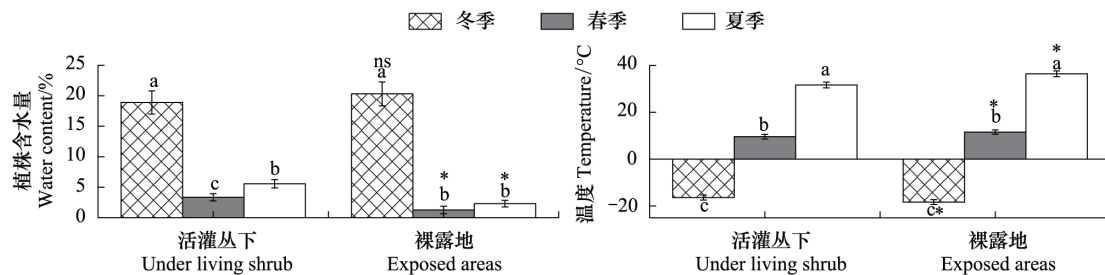 冬季 春季 夏季
植株含水量
Water content/%
25
20
15
10
5
0
a
c
b
ns
a
*
b
*
b
活灌丛下
Under living shrub
裸露地
Exposed areas
温度 Temperature/°C
40
20
0
−20
c
b
a
c*
*
b
*
a
活灌丛下
Under living shrub
裸露地
Exposed areas